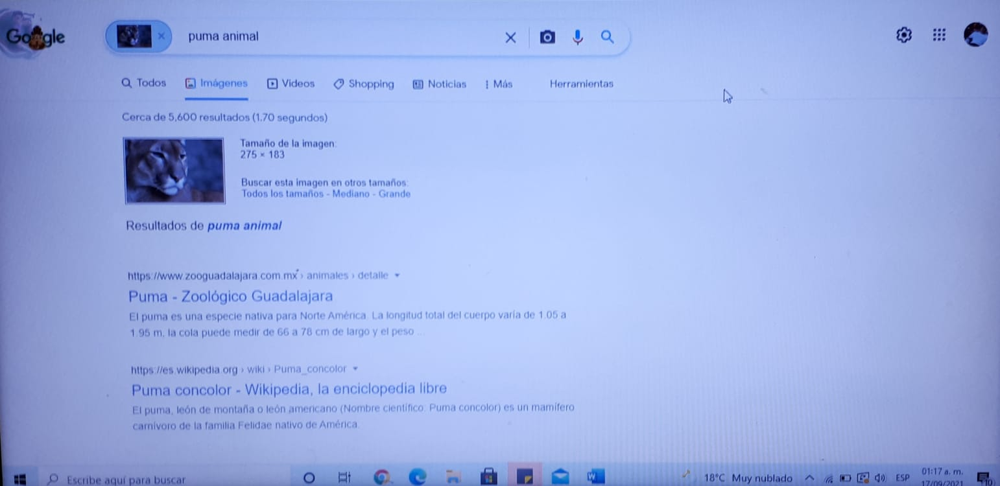 Google
puma animal
Todos Imágenes Videos Shopping Noticias Más Herramientas
Cerca de 5,600 resultados (1.70 segundos)
Tamaño de la imagen:
275 × 183
Buscar esta imagen en otros tamaños:
Todos los tamaños - Mediano - Grande
Resultados de puma animal
https://www.zooguadalajara.com.mx › animales › detalle
Puma - Zoológico Guadalajara
El puma es una especie nativa para Norte América. La longitud total del cuerpo varía de 1.05 a
1.95 m, la cola puede medir de 66 a 78 cm de largo y el peso ...
https://es.wikipedia.org › wiki › Puma_concolor
Puma concolor - Wikipedia, la enciclopedia libre
El puma, león de montaña o león americano (Nombre científico: Puma concolor) es un mamífero
carnívoro de la familia Felidae nativo de América.
Escribe aquí para buscar
18°C Muy nublado
ESP
01:17 a. m.
17/09/2021